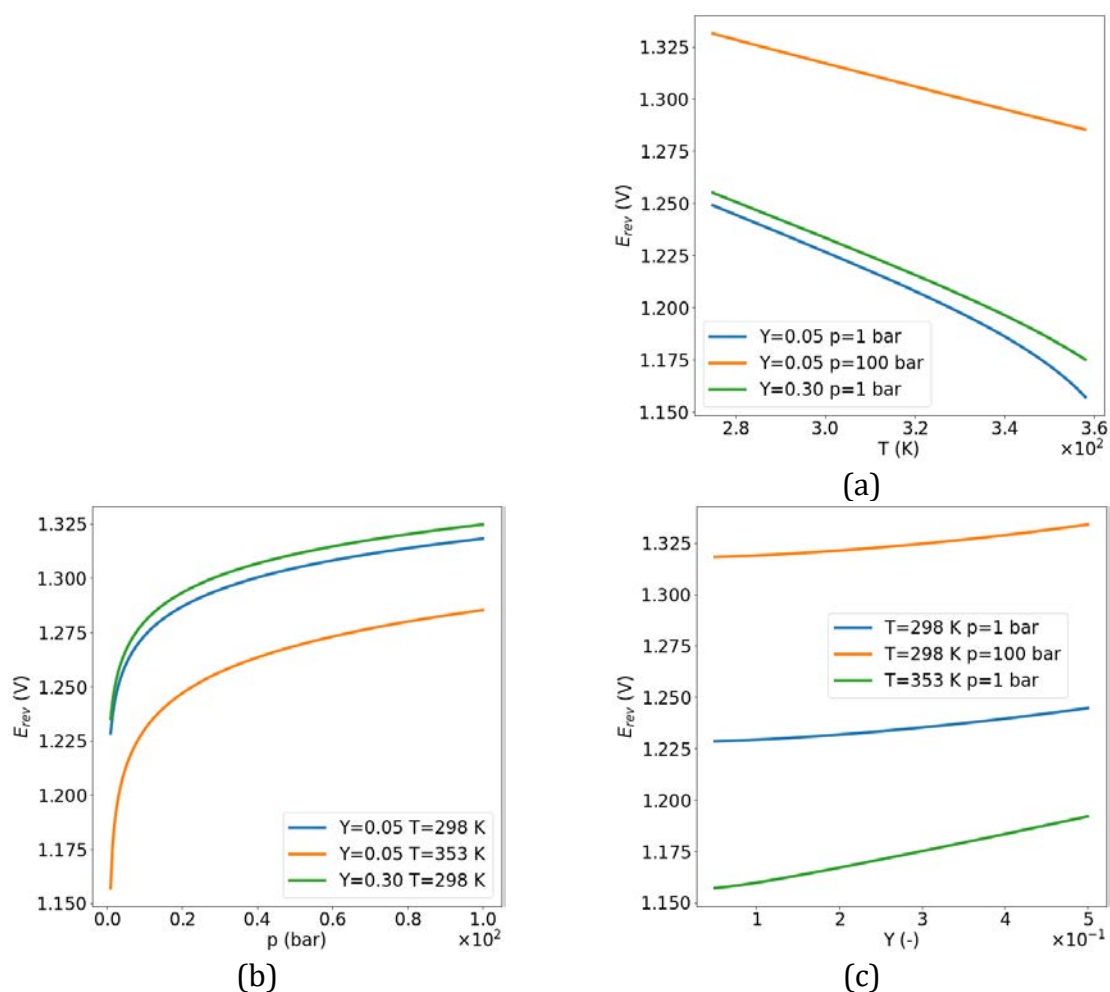 1.325
1.300
1.275
1.250
1.225
1.200
1.175
1.150
E_rev (V)
Y=0.05 p=1 bar
Y=0.05 p=100 bar
Y=0.30 p=1 bar
2.8 3.0 3.2 3.4 3.6
T (K)
×10²
(a)
1.325
1.300
1.275
1.250
1.225
1.200
1.175
1.150
E_rev (V)
Y=0.05 T=298 K
Y=0.05 T=353 K
Y=0.30 T=298 K
0.0 0.2 0.4 0.6 0.8 1.0
p (bar)
×10²
(b)
1.325
1.300
1.275
1.250
1.225
1.200
1.175
1.150
E_rev (V)
T=298 K p=1 bar
T=298 K p=100 bar
T=353 K p=1 bar
1 2 3 4 5
Y (-)
×10⁻¹
(c)